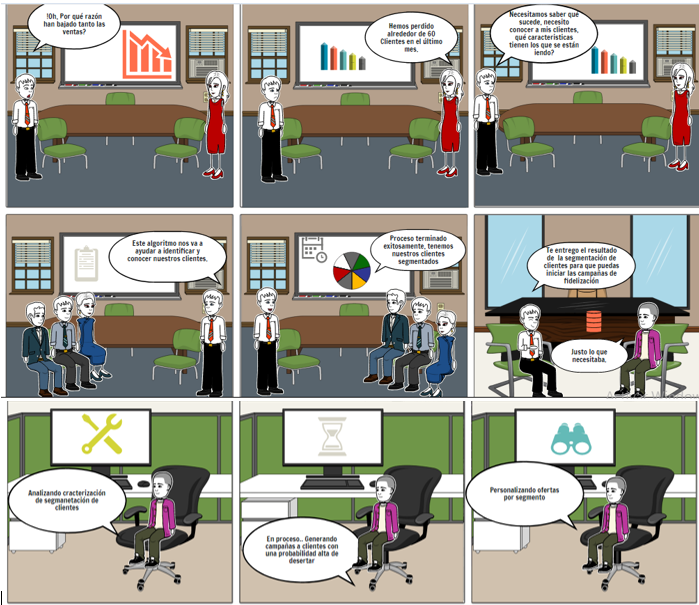 !Oh, Por qué razón
han bajado tanto las
ventas?
Hemos perdido
alrededor de 60
Clientes en el último
mes.
Necesitamos saber que
sucede, necesito
conocer a mis clientes,
qué características
tienen los que se están
iendo?
Este algoritmo nos va a
ayudar a identificar y
conocer nuestros clientes.
Proceso terminado
exitosamente, tenemos
nuestros clientes
segmentados
Te entrego el resultado
de la segmentación de
clientes para que puedas
iniciar las campañas de
fidelización
Justo lo que
necesitaba.
Analizando cracterización
de segmanetación de
clientes
En proceso.. Generando
campañas a clientes con
una probabilidad alta de
desertar
Personalizando ofertas
por segmento